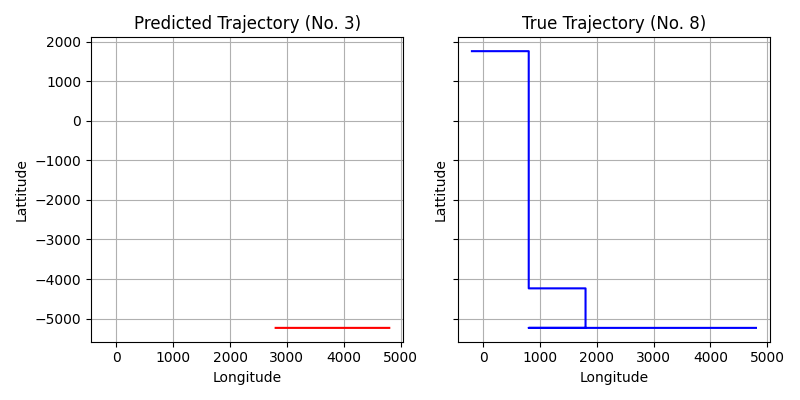 Predicted Trajectory (No. 3)
2000
1000
0
−1000
−2000
−3000
−4000
−5000
Lattitude
0 1000 2000 3000 4000 5000
Longitude
True Trajectory (No. 8)
Lattitude
0 1000 2000 3000 4000 5000
Longitude